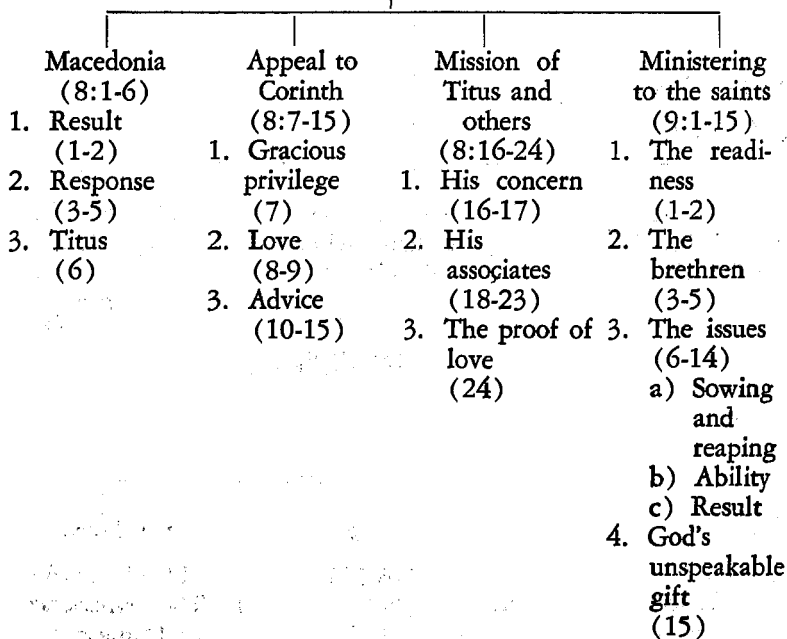 Macedonia
(8:1-6)
1. Result
(1-2)
2. Response
(3-5)
3. Titus
(6)
Appeal to
Corinth
(8:7-15)
1. Gracious
privilege
(7)
2. Love
(8-9)
3. Advice
(10-15)
Mission of
Titus and
others
(8:16-24)
1. His concern
(16-17)
2. His
associates
(18-23)
3. The proof of
love
(24)
Ministering
to the saints
(9:1-15)
1. The readi-
ness
(1-2)
2. The
brethren
(3-5)
3. The issues
(6-14)
a) Sowing
and
reaping
b) Ability
c) Result
4. God's
unspeakable
gift
(15)